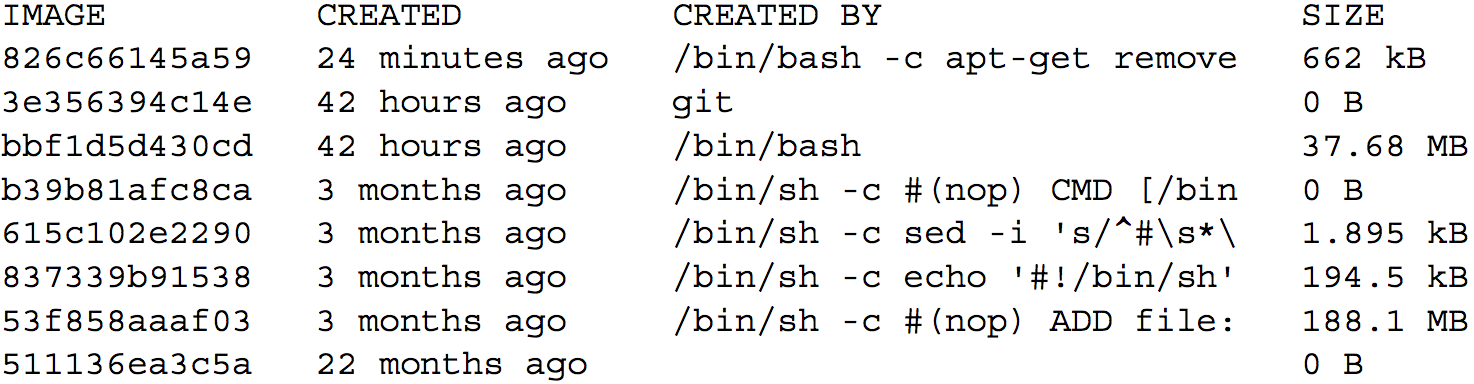 IMAGE CREATED CREATED BY SIZE
826c66145a59 24 minutes ago /bin/bash -c apt-get remove 662 kB
3e356394c14e 42 hours ago git 0 B
bbf1d5d430cd 42 hours ago /bin/bash 37.68 MB
b39b81afc8ca 3 months ago /bin/sh -c #(nop) CMD [/bin 0 B
615c102e2290 3 months ago /bin/sh -c sed -i 's/^#\s*\ 1.895 kB
837339b91538 3 months ago /bin/sh -c echo '#!/bin/sh' 194.5 kB
53f858aaaf03 3 months ago /bin/sh -c #(nop) ADD file: 188.1 MB
511136ea3c5a 22 months ago 0 B